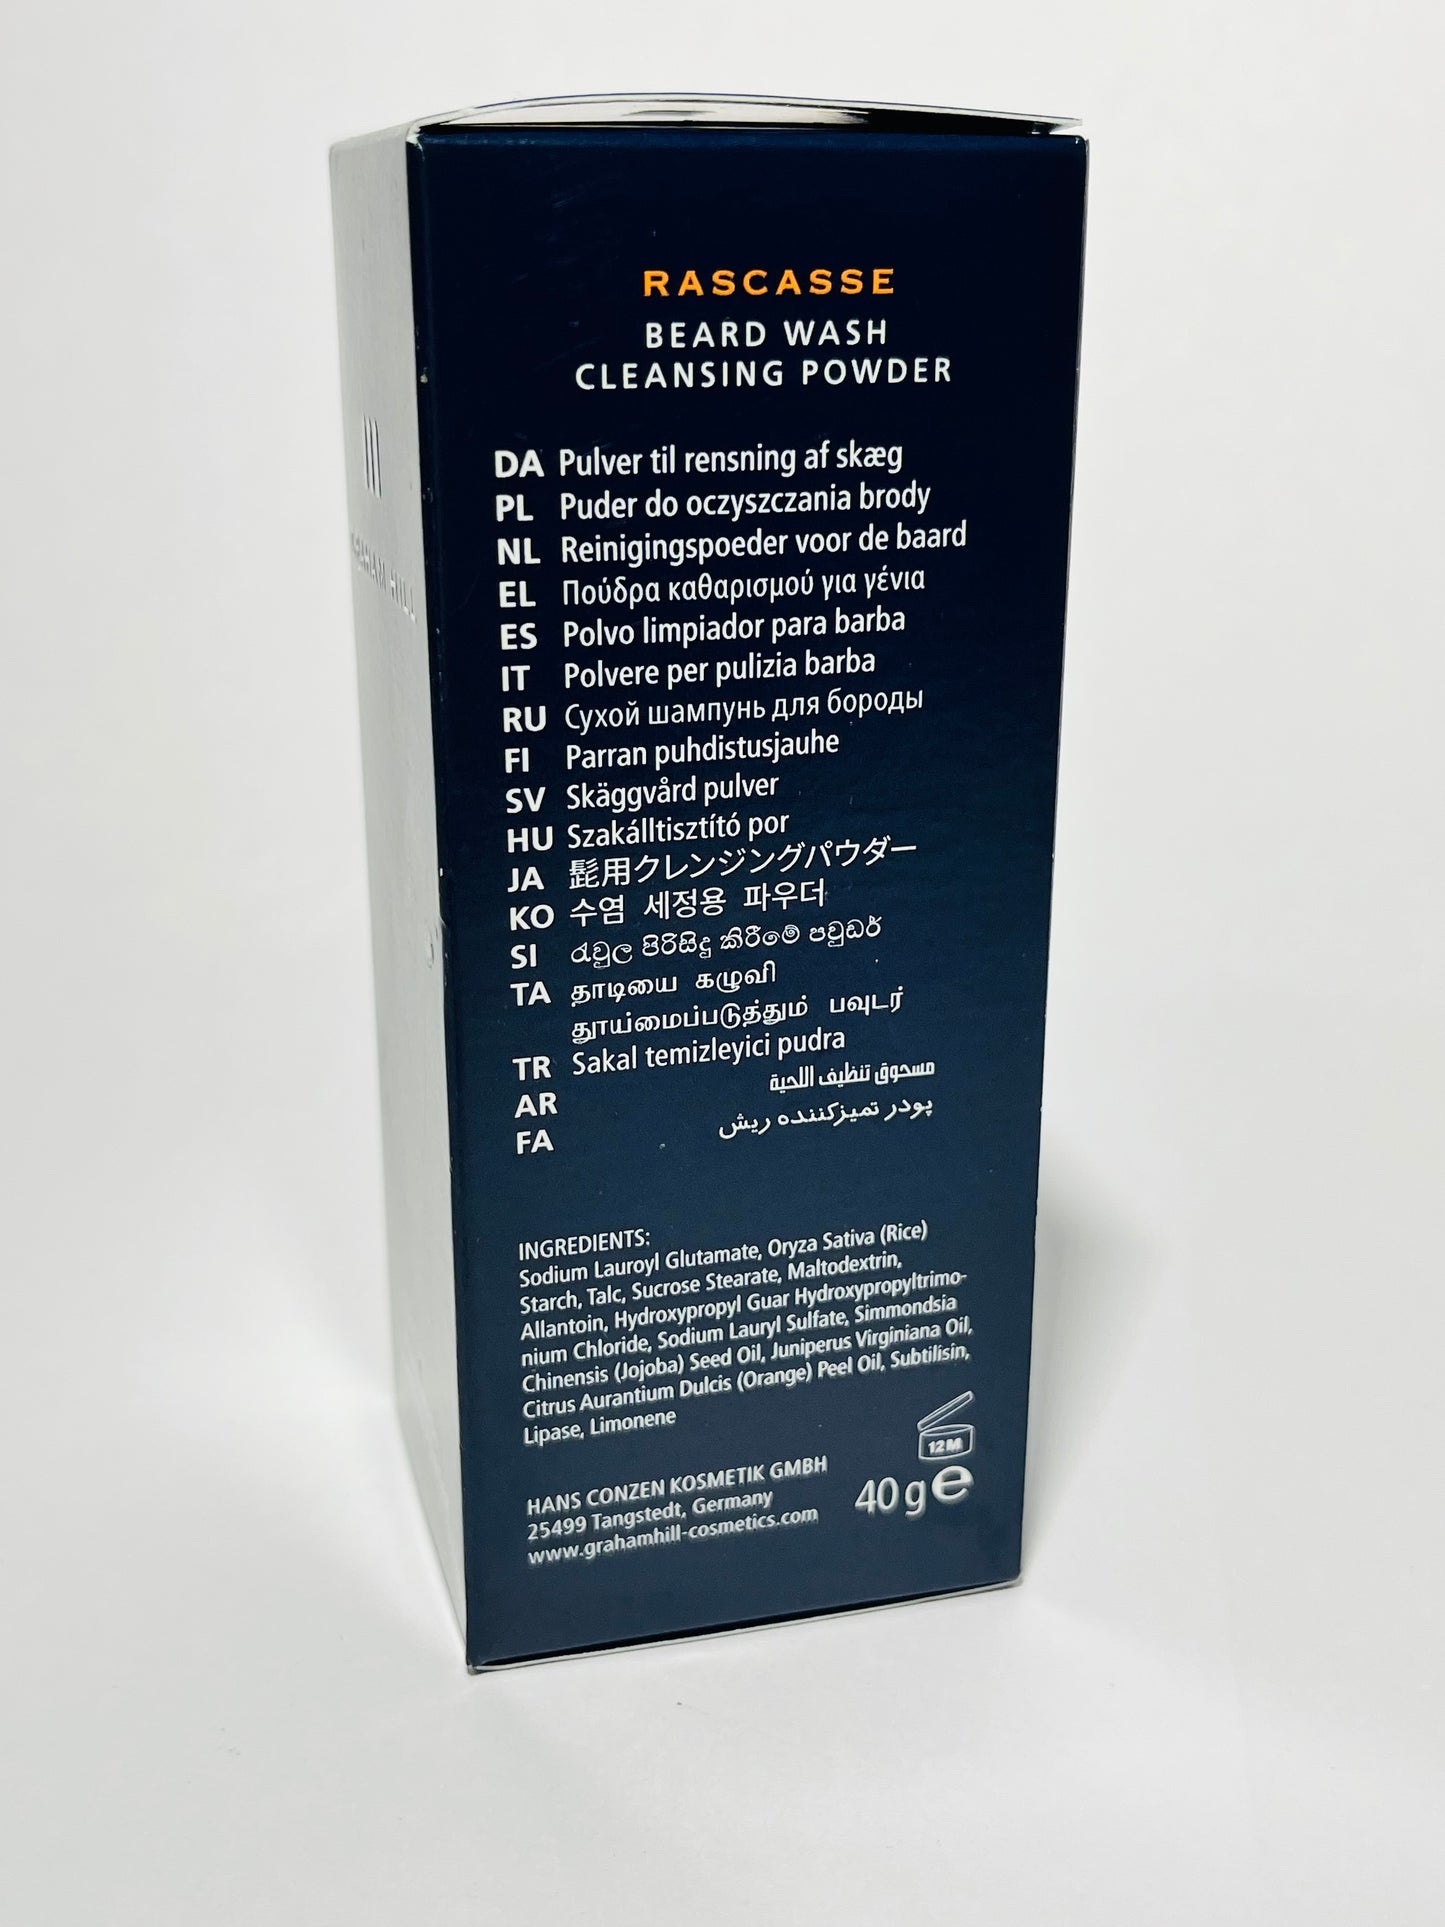 RASCASSE
BEARD WASH
CLEANSING POWDER
DA Pulver til rensning af skæg
PL Puder do oczyszczania brody
NL Reinigingspoeder voor de baard
EL Πούδρα καθαρισμού για γένια
ES Polvo limpiador para barba
IT Polvere per pulizia barba
RU Сухой шампунь для бороды
FI Parran puhdistusjauhe
SV Skäggvård pulver
HU Szakálltisztító por
JA 髭用クレンジングパウダー
KO 수염 세정용 파우더
SI රැවුල පිරිසිදු කිරීමේ පවුඩර්
TA தாடியை கழுவி
தூய்மைப்படுத்தும் பவுடர்
TR Sakal temizleyici pudra
AR مسحوق تنظيف اللحية
FA پودر تمیزکننده ریش
INGREDIENTS:
Sodium Lauroyl Glutamate, Oryza Sativa (Rice)
Starch, Talc, Sucrose Stearate, Maltodextrin,
Allantoin, Hydroxypropyl Guar Hydroxypropyltrimo-
nium Chloride, Sodium Lauryl Sulfate, Simmondsia
Chinensis (Jojoba) Seed Oil, Juniperus Virginiana Oil,
Citrus Aurantium Dulcis (Orange) Peel Oil, Subtilisin,
Lipase, Limonene
12M
HANS CONZEN KOSMETIK GMBH
25499 Tangstedt, Germany
www.grahamhill-cosmetics.com
40 g e
GRAHAM HILL